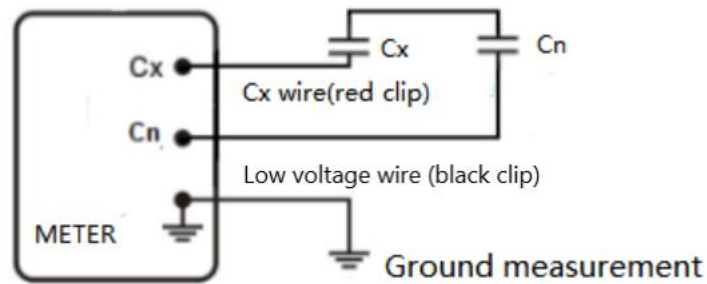 Cx
Cn
Cx
Cx wire(red clip)
Cn
Low voltage wire (black clip)
METER
Ground measurement